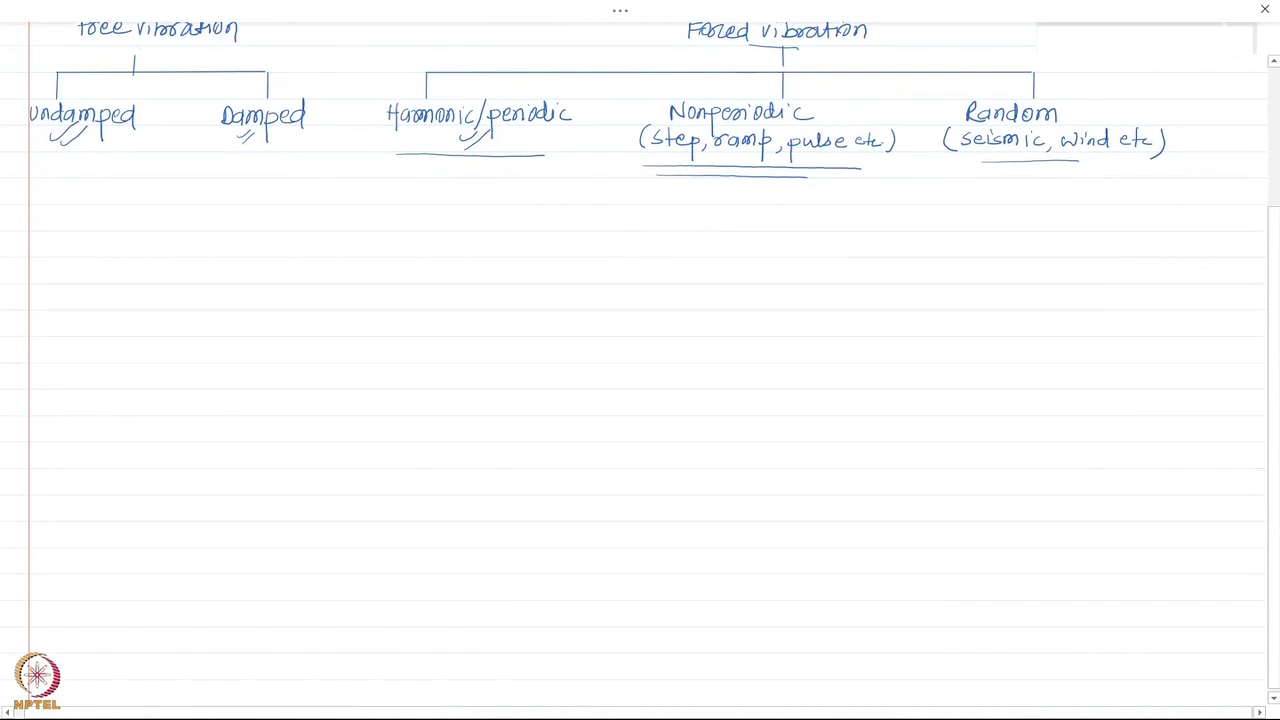 free vibration Forced vibration
undamped Damped Harmonic/periodic Nonperiodic Random
(step, ramp, pulse etc.) (seismic, wind etc)
NPTEL